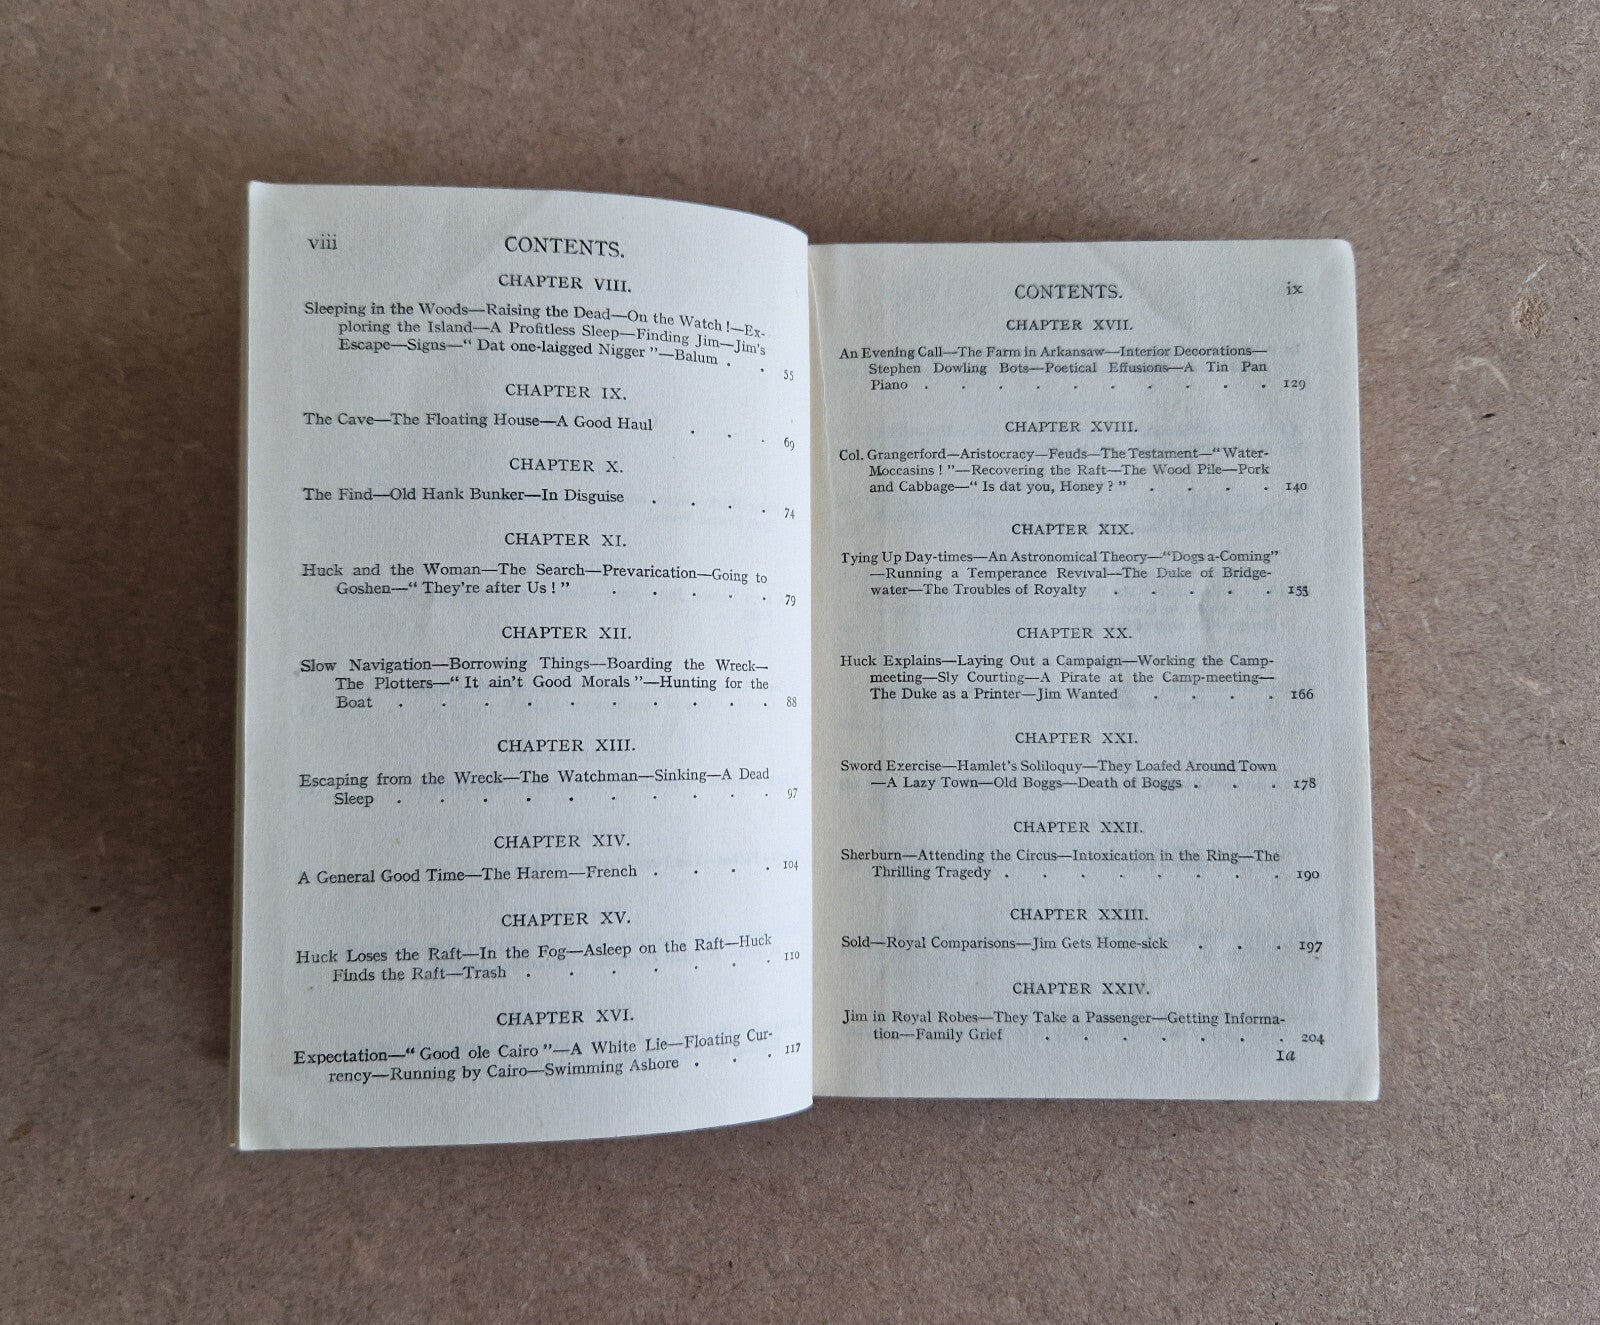 viii
CONTENTS.
CHAPTER VIII.
Sleeping in the Woods—Raising the Dead—On the Watch!—Ex-
ploring the Island—A Profitless Sleep—Finding Jim—Jim's
Escape—Signs—" Dat one-laigged Nigger "—Balum . . 55
CHAPTER IX.
The Cave—The Floating House—A Good Haul . . . 69
CHAPTER X.
The Find—Old Hank Bunker—In Disguise . . . . 74
CHAPTER XI.
Huck and the Woman—The Search—Prevarication—Going to
Goshen—" They're after Us ! " . . . . . 79
CHAPTER XII.
Slow Navigation—Borrowing Things—Boarding the Wreck—
The Plotters—" It ain't Good Morals "—Hunting for the
Boat . . . . . . . . . . 88
CHAPTER XIII.
Escaping from the Wreck—The Watchman—Sinking—A Dead
Sleep . . . . . . . . . . 97
CHAPTER XIV.
A General Good Time—The Harem—French . . . . 104
CHAPTER XV.
Huck Loses the Raft—In the Fog—Asleep on the Raft—Huck
Finds the Raft—Trash . . . . . . . 110
CHAPTER XVI.
Expectation—" Good ole Cairo "—A White Lie—Floating Cur-
rency—Running by Cairo—Swimming Ashore . . . 117
CONTENTS. ix
CHAPTER XVII.
An Evening Call—The Farm in Arkansaw—Interior Decorations—
Stephen Dowling Bots—Poetical Effusions—A Tin Pan
Piano . . . . . . . . . . 129
CHAPTER XVIII.
Col. Grangerford—Aristocracy—Feuds—The Testament—" Water-
Moccasins ! "—Recovering the Raft—The Wood Pile—Pork
and Cabbage—" Is dat you, Honey ? " . . . . 140
CHAPTER XIX.
Tying Up Day-times—An Astronomical Theory—"Dogs a-Coming"
—Running a Temperance Revival—The Duke of Bridge-
water—The Troubles of Royalty . . . . . 153
CHAPTER XX.
Huck Explains—Laying Out a Campaign—Working the Camp-
meeting—Sly Courting—A Pirate at the Camp-meeting—
The Duke as a Printer—Jim Wanted . . . . 166
CHAPTER XXI.
Sword Exercise—Hamlet's Soliloquy—They Loafed Around Town
—A Lazy Town—Old Boggs—Death of Boggs . . . 178
CHAPTER XXII.
Sherburn—Attending the Circus—Intoxication in the Ring—The
Thrilling Tragedy . . . . . . . . 190
CHAPTER XXIII.
Sold—Royal Comparisons—Jim Gets Home-sick . . . 197
CHAPTER XXIV.
Jim in Royal Robes—They Take a Passenger—Getting Informa-
tion—Family Grief . . . . . . . 204
1a